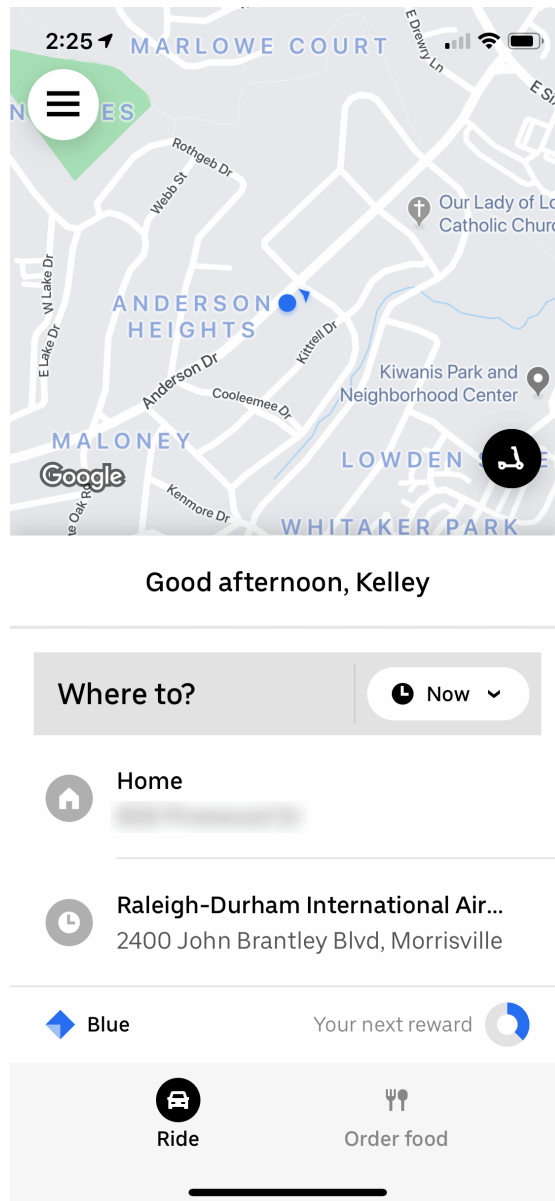 2:25
MARLOWE COURT
E Drewry Ln
ES
Rothgeb Dr
Webb St
Our Lady of Lo
Catholic Churc
W Lake Dr
ANDERSON
HEIGHTS
E Lake Dr
Kittrell Dr
Anderson Dr
Cooleemee Dr
Kiwanis Park and
Neighborhood Center
MALONEY
LOWDEN
Google
Kenmore Dr
WHITAKER PARK
Good afternoon, Kelley
Where to?
Now
Home
Raleigh-Durham International Air...
2400 John Brantley Blvd, Morrisville
Blue
Your next reward
Ride
Order food